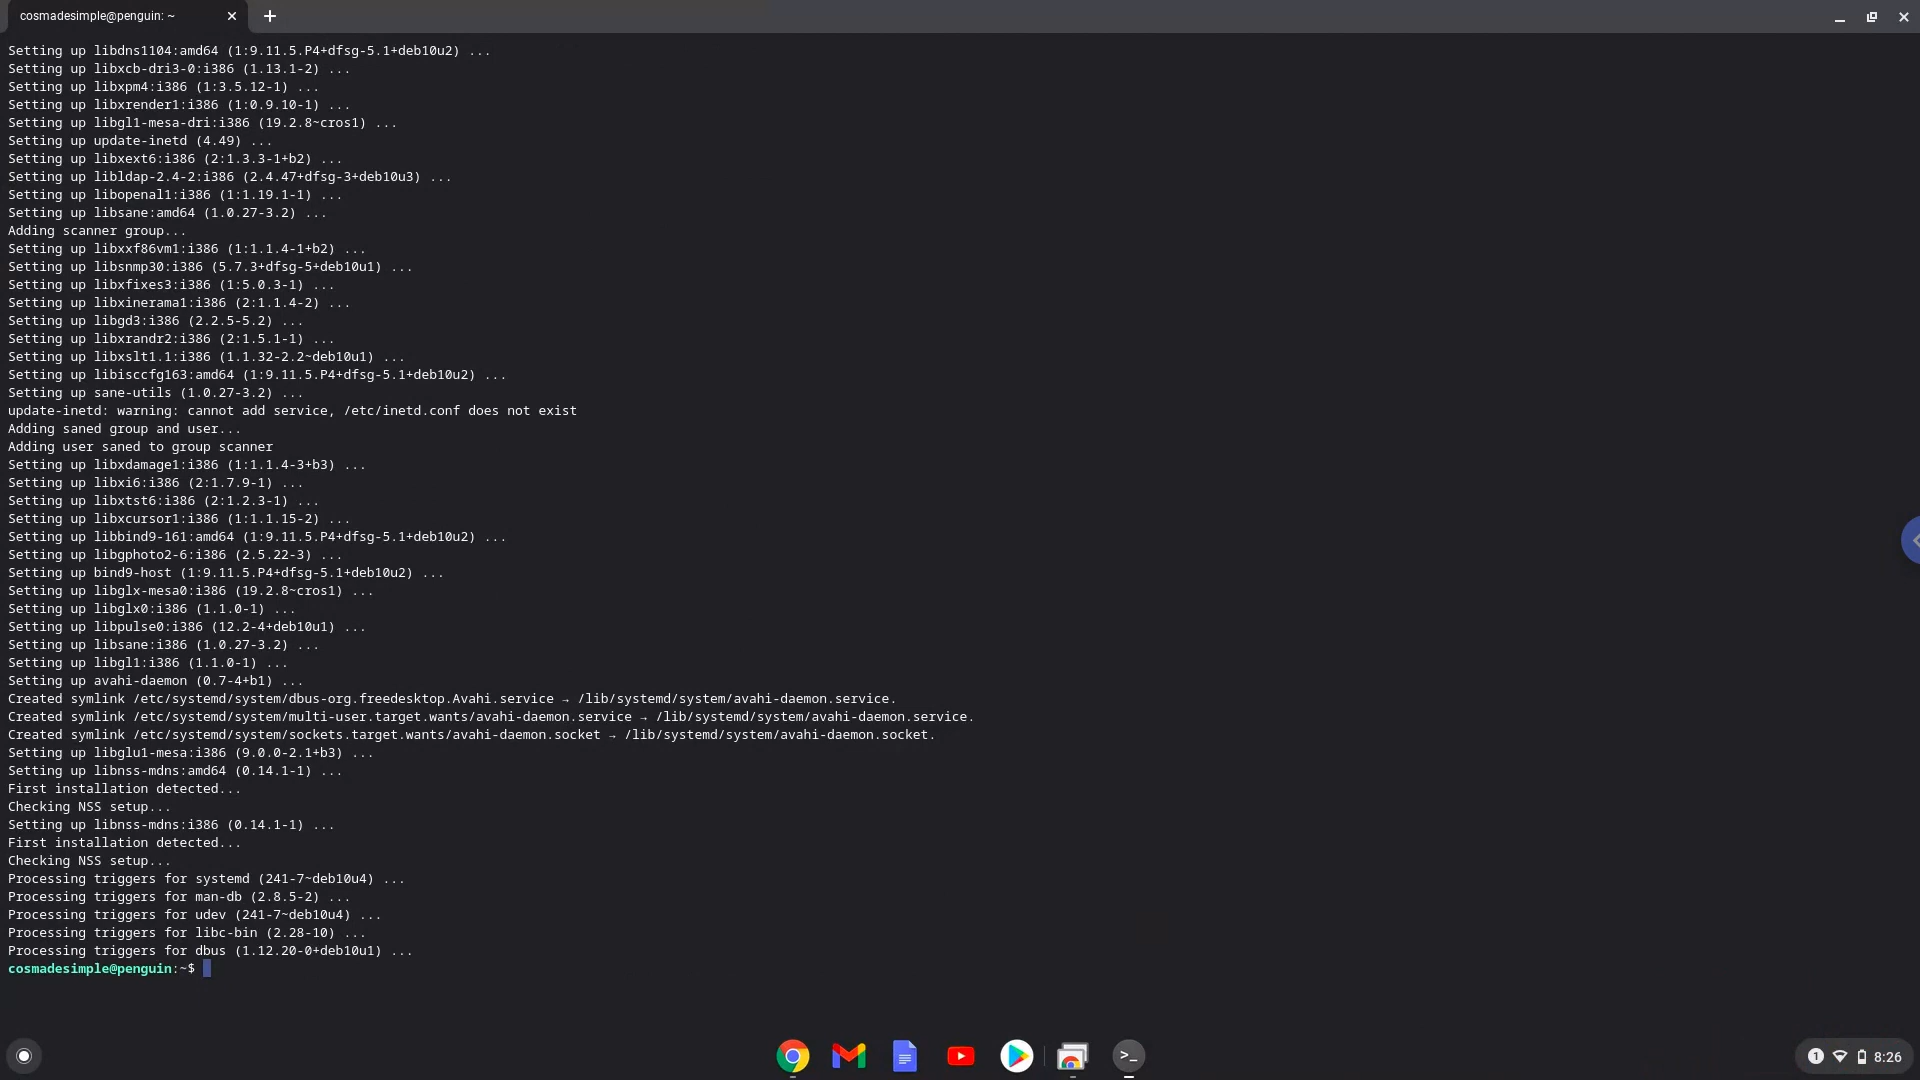 cosmadesimple@penguin: ~
Setting up libdns1104:amd64 (1:9.11.5.P4+dfsg-5.1+deb10u2) ...
Setting up libxcb-dri3-0:i386 (1.13.1-2) ...
Setting up libxpm4:i386 (1:3.5.12-1) ...
Setting up libxrender1:i386 (1:0.9.10-1) ...
Setting up libgl1-mesa-dri:i386 (19.2.8~cros1) ...
Setting up update-inetd (4.49) ...
Setting up libxext6:i386 (2:1.3.3-1+b2) ...
Setting up libldap-2.4-2:i386 (2.4.47+dfsg-3+deb10u3) ...
Setting up libopenal1:i386 (1:1.19.1-1) ...
Setting up libsane:amd64 (1.0.27-3.2) ...
Adding scanner group...
Setting up libxxf86vm1:i386 (1:1.1.4-1+b2) ...
Setting up libsnmp30:i386 (5.7.3+dfsg-5+deb10u1) ...
Setting up libxfixes3:i386 (1:5.0.3-1) ...
Setting up libxinerama1:i386 (2:1.1.4-2) ...
Setting up libgd3:i386 (2.2.5-5.2) ...
Setting up libxrandr2:i386 (2:1.5.1-1) ...
Setting up libxslt1.1:i386 (1.1.32-2.2~deb10u1) ...
Setting up libisccfg163:amd64 (1:9.11.5.P4+dfsg-5.1+deb10u2) ...
Setting up sane-utils (1.0.27-3.2) ...
update-inetd: warning: cannot add service, /etc/inetd.conf does not exist
Adding saned group and user...
Adding user saned to group scanner
Setting up libxdamage1:i386 (1:1.1.4-3+b3) ...
Setting up libxi6:i386 (2:1.7.9-1) ...
Setting up libxtst6:i386 (2:1.2.3-1) ...
Setting up libxcursor1:i386 (1:1.1.15-2) ...
Setting up libbind9-161:amd64 (1:9.11.5.P4+dfsg-5.1+deb10u2) ...
Setting up libgphoto2-6:i386 (2.5.22-3) ...
Setting up bind9-host (1:9.11.5.P4+dfsg-5.1+deb10u2) ...
Setting up libglx-mesa0:i386 (19.2.8~cros1) ...
Setting up libglx0:i386 (1.1.0-1) ...
Setting up libpulse0:i386 (12.2-4+deb10u1) ...
Setting up libsane:i386 (1.0.27-3.2) ...
Setting up libgl1:i386 (1.1.0-1) ...
Setting up avahi-daemon (0.7-4+b1) ...
Created symlink /etc/systemd/system/dbus-org.freedesktop.Avahi.service → /lib/systemd/system/avahi-daemon.service.
Created symlink /etc/systemd/system/multi-user.target.wants/avahi-daemon.service → /lib/systemd/system/avahi-daemon.service.
Created symlink /etc/systemd/system/sockets.target.wants/avahi-daemon.socket → /lib/systemd/system/avahi-daemon.socket.
Setting up libglu1-mesa:i386 (9.0.0-2.1+b3) ...
Setting up libnss-mdns:amd64 (0.14.1-1) ...
First installation detected...
Checking NSS setup...
Setting up libnss-mdns:i386 (0.14.1-1) ...
First installation detected...
Checking NSS setup...
Processing triggers for systemd (241-7~deb10u4) ...
Processing triggers for man-db (2.8.5-2) ...
Processing triggers for udev (241-7~deb10u4) ...
Processing triggers for libc-bin (2.28-10) ...
Processing triggers for dbus (1.12.20-0+deb10u1) ...
cosmadesimple@penguin:~$
>_
1 8:26